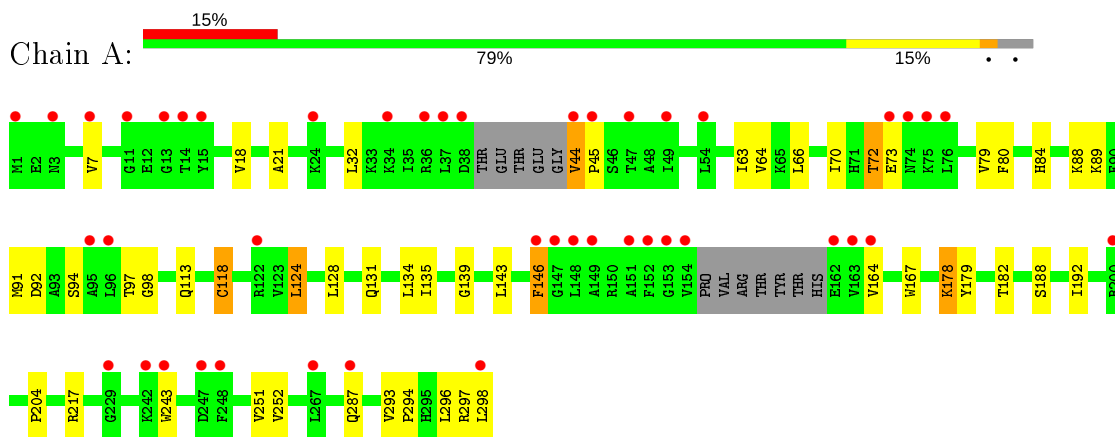 15%
Chain A:
79% 15% • •
M1 E2 N3 V7 G11 E12 G13 T14 Y15 V18 A21 K24 L32 K33 K34 I35 R36 L37 D38 THR GLU THR GLU GLY V44 P45 S46 T47 A48 I49 L54 I63 V64 K65 L66 I70 H71 T72 E73 N74 K75 L76 V79 F80 H84 K88 K89 F90
M91 D92 A93 S94 A95 L96 T97 G98 Q113 C118 R122 V123 L124 L128 Q131 L134 I135 G139 L143 F146 G147 L148 A149 R150 A151 F152 G153 V154 PRO VAL ARG THR TYR THR HIS E162 V163 V164 W167 K178 Y179 T182 S188 I192 R200
P204 R217 G229 K242 W243 D247 F248 V251 V252 L267 Q287 V293 P294 H295 L296 R297 L298